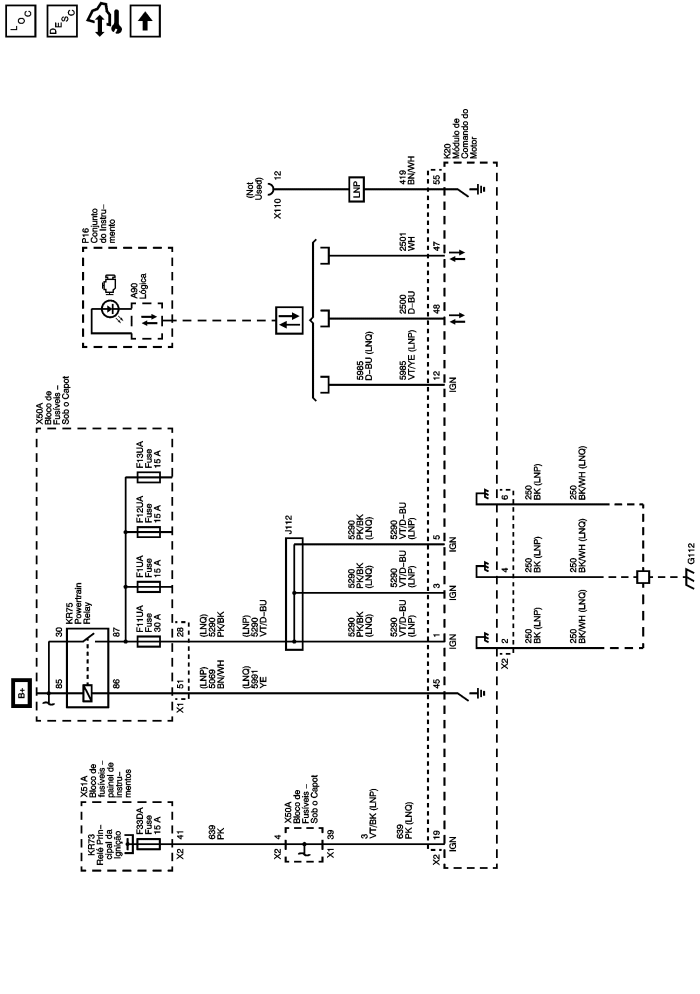 LOC
DESC
K20
Módulo de
Comando do
Motor
(Not
Used)
12
X110
LNP
419
BN/WH
55
P16
Conjunto
do Instru-
mento
A90
Lógica
2501
WH
47
2500
D-BU
48
5985
D-BU (LNQ)
5985
VT/YE (LNP)
12
IGN
X50A
Bloco de
Fusíveis -
Sob o Capot
F13UA
Fuse
15 A
F12UA
Fuse
15 A
F1UA
Fuse
15 A
F11UA
Fuse
30 A
KR75
Powertrain
Relay
30
87
85
86
B+
28
51
X1
(LNQ)
5290
PK/BK
(LNP)
5290
VT/D-BU
(LNP)
5069
BN/WH
(LNQ)
5991
YE
J112
5290
PK/BK
(LNQ)
5290
VT/D-BU
(LNP)
5
IGN
5290
PK/BK
(LNQ)
5290
VT/D-BU
(LNP)
3
IGN
5290
PK/BK
(LNQ)
5290
VT/D-BU
(LNP)
1
IGN
45
6
250
BK (LNP)
250
BK/WH (LNQ)
4
250
BK (LNP)
250
BK/WH (LNQ)
2
X2
250
BK (LNP)
250
BK/WH (LNQ)
G112
X51A
Bloco de
fusíveis -
painel de
instru-
mentos
KR73
Relé Prin-
cipal da
Ignição
F33DA
Fuse
15 A
41
X2
639
PK
X50A
Bloco de
Fusíveis -
Sob o Capot
4
X2
39
X1
3
VT/BK (LNP)
639
PK (LNQ)
19
X2
IGN